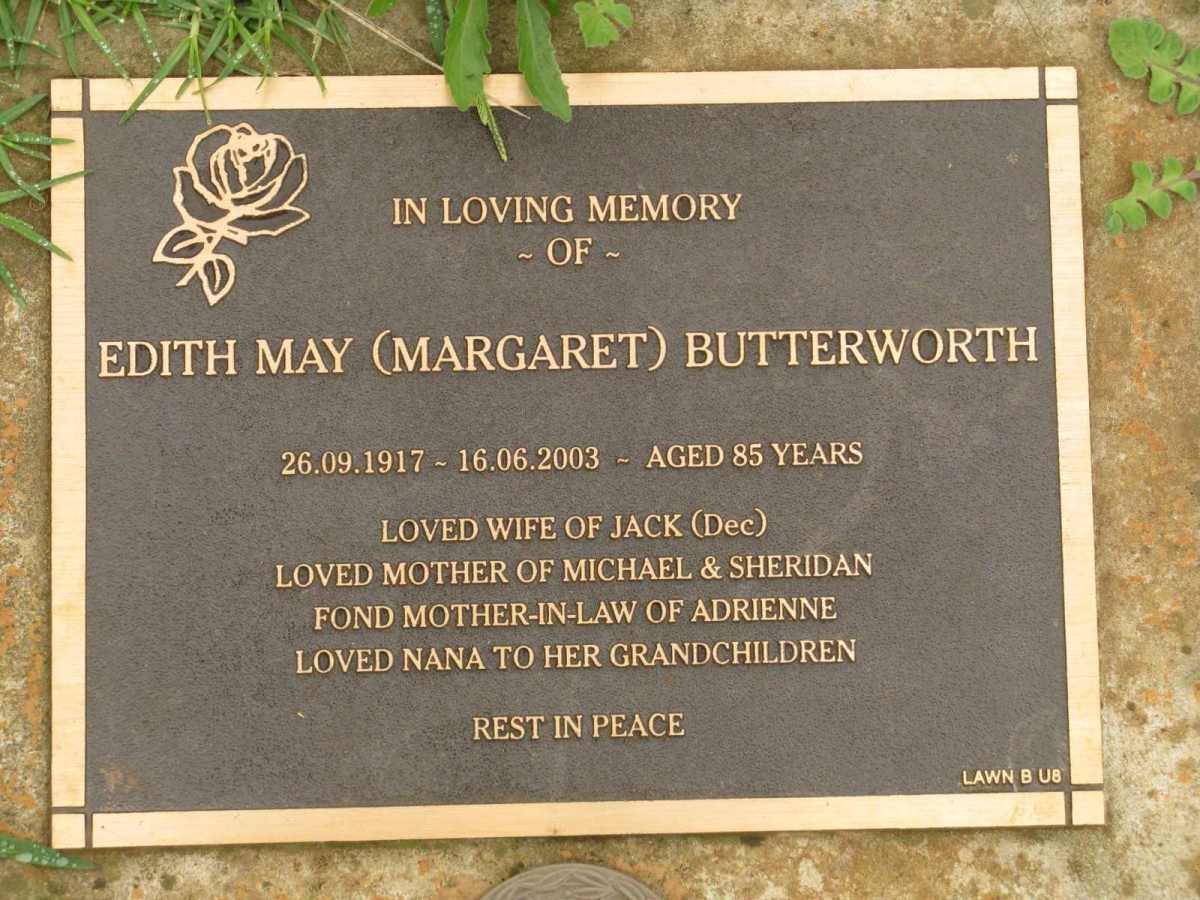 IN LOVING MEMORY
~ OF ~
EDITH MAY (MARGARET) BUTTERWORTH
26.09.1917 ~ 16.06.2003 ~ AGED 85 YEARS
LOVED WIFE OF JACK (Dec)
LOVED MOTHER OF MICHAEL & SHERIDAN
FOND MOTHER-IN-LAW OF ADRIENNE
LOVED NANA TO HER GRANDCHILDREN
REST IN PEACE
LAWN B U8